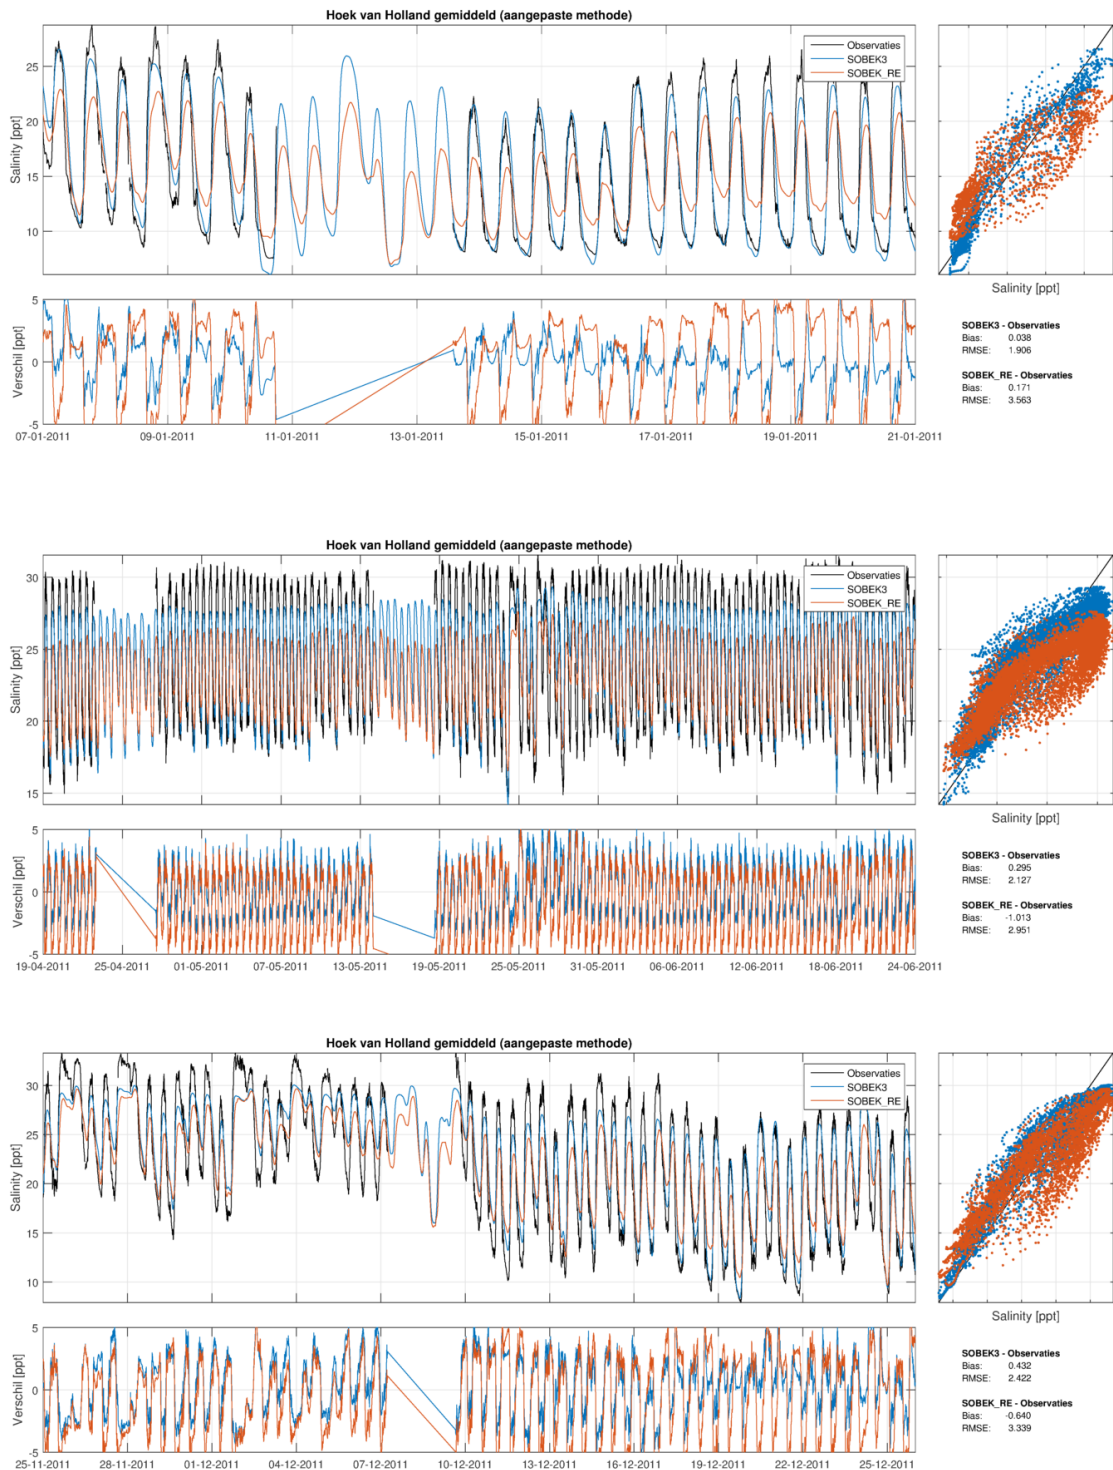 Hoek van Holland gemiddeld (aangepaste methode)
Salinity [ppt]
25
20
15
10
Observaties
SOBEK3
SOBEK_RE
Salinity [ppt]
Verschil [ppt]
5
0
-5
07-01-2011 09-01-2011 11-01-2011 13-01-2011 15-01-2011 17-01-2011 19-01-2011 21-01-2011
SOBEK3 - Observaties
Bias: 0.038
RMSE: 1.906
SOBEK_RE - Observaties
Bias: 0.171
RMSE: 3.563
Hoek van Holland gemiddeld (aangepaste methode)
Salinity [ppt]
30
25
20
15
Observaties
SOBEK3
SOBEK_RE
Salinity [ppt]
Verschil [ppt]
5
0
-5
19-04-2011 25-04-2011 01-05-2011 07-05-2011 13-05-2011 19-05-2011 25-05-2011 31-05-2011 06-06-2011 12-06-2011 18-06-2011 24-06-2011
SOBEK3 - Observaties
Bias: 0.295
RMSE: 2.127
SOBEK_RE - Observaties
Bias: -1.013
RMSE: 2.951
Hoek van Holland gemiddeld (aangepaste methode)
Salinity [ppt]
30
25
20
15
10
Observaties
SOBEK3
SOBEK_RE
Salinity [ppt]
Verschil [ppt]
5
0
-5
25-11-2011 28-11-2011 01-12-2011 04-12-2011 07-12-2011 10-12-2011 13-12-2011 16-12-2011 19-12-2011 22-12-2011 25-12-2011
SOBEK3 - Observaties
Bias: 0.432
RMSE: 2.422
SOBEK_RE - Observaties
Bias: -0.640
RMSE: 3.339